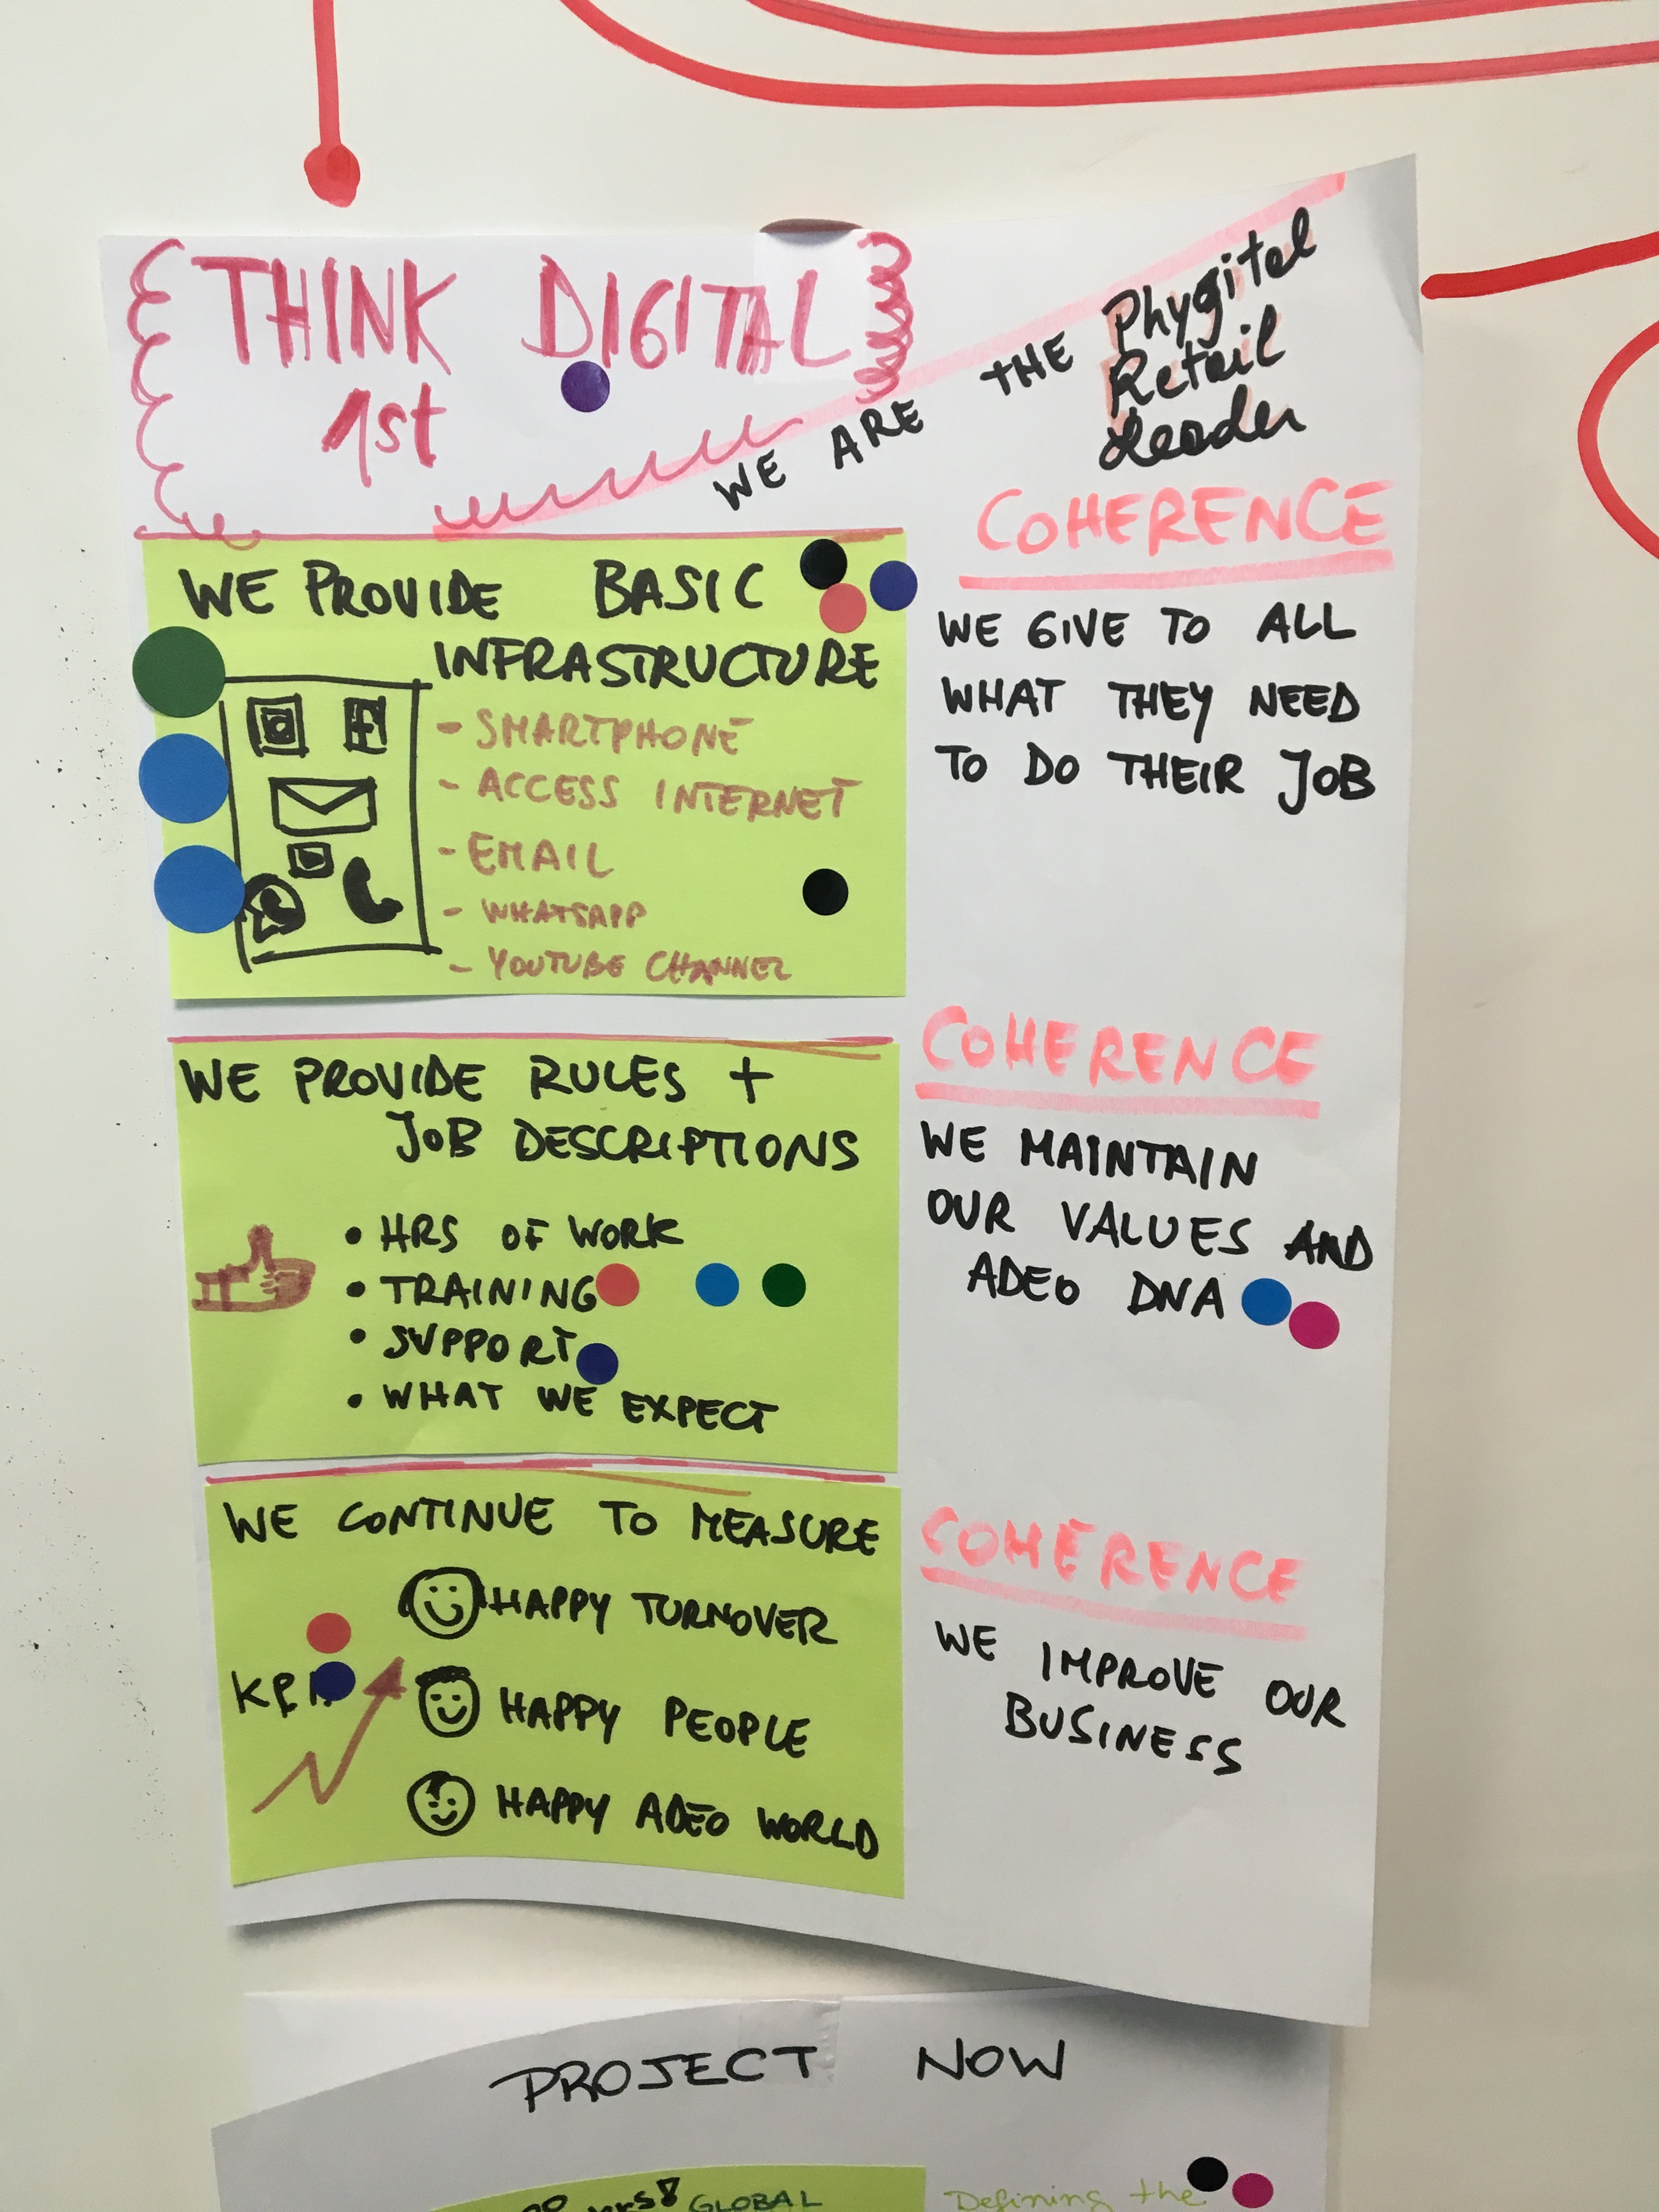 THINK DIGITAL
1st
WE ARE THE Phygital
Retail
Leader
WE PROVIDE BASIC
INFRASTRUCTURE
- SMARTPHONE
- ACCESS INTERNET
- EMAIL
- WHATSAPP
- YOUTUBE CHANNEL
COHERENCE
WE GIVE TO ALL
WHAT THEY NEED
TO DO THEIR JOB
WE PROVIDE RULES +
JOB DESCRIPTIONS
• HRS OF WORK
• TRAINING
• SUPPORT
• WHAT WE EXPECT
COHERENCE
WE MAINTAIN
OUR VALUES AND
ADEO DNA
WE CONTINUE TO MEASURE
HAPPY TURNOVER
KPI
HAPPY PEOPLE
HAPPY ADEO WORLD
COHERENCE
WE IMPROVE OUR
BUSINESS
PROJECT NOW
GLOBAL
Defining the